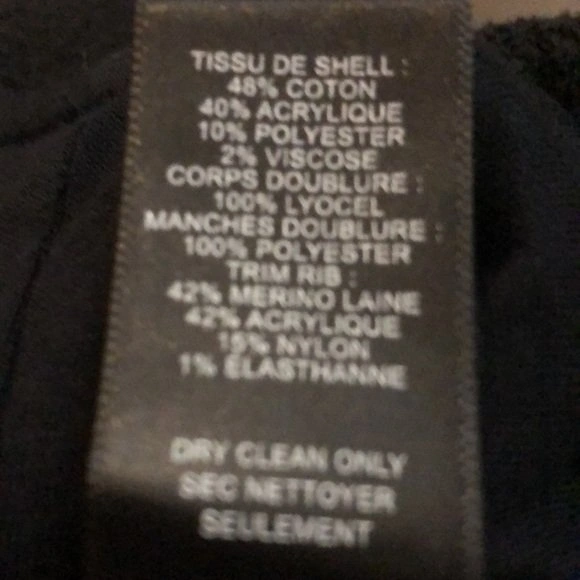 TISSU DE SHELL :
48% COTON
40% ACRYLIQUE
10% POLYESTER
2% VISCOSE
CORPS DOUBLURE :
100% LYOCEL
MANCHES DOUBLURE :
100% POLYESTER
TRIM RIB :
42% MERINO LAINE
42% ACRYLIQUE
15% NYLON
1% ÉLASTHANNE
DRY CLEAN ONLY
SEC NETTOYER
SEULEMENT